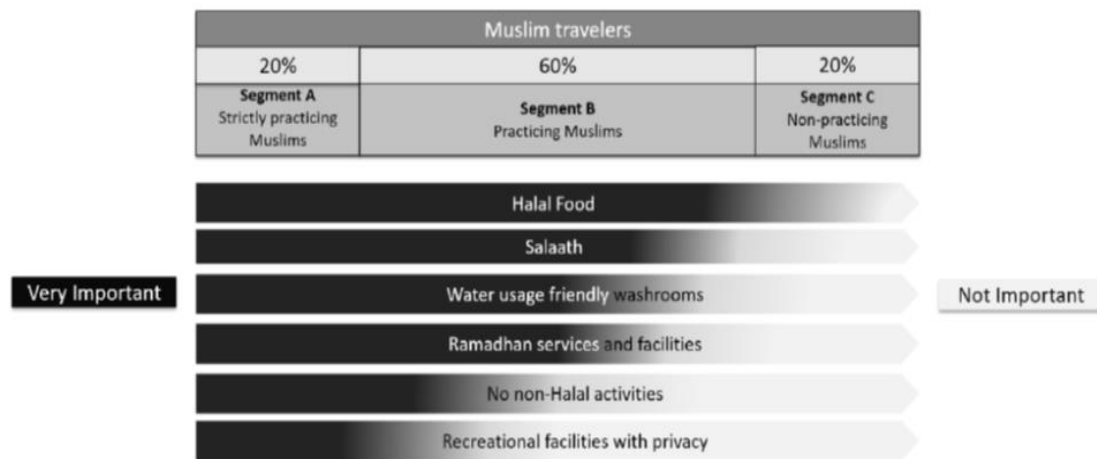 Muslim travelers
20%
60%
20%
Segment A
Strictly practicing
Muslims
Segment B
Practicing Muslims
Segment C
Non-practicing
Muslims
Halal Food
Salaath
Very Important
Water usage friendly washrooms
Not Important
Ramadhan services and facilities
No non-Halal activities
Recreational facilities with privacy